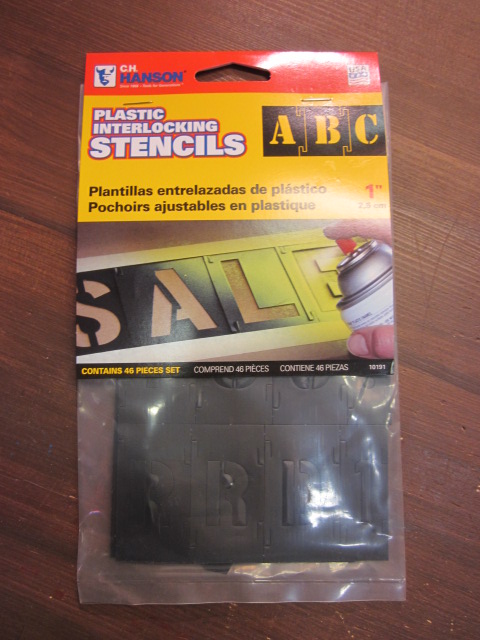 C.H.
HANSON
PLASTIC
INTERLOCKING
STENCILS
ABC
Plantillas entrelazadas de plástico
Pochoirs ajustables en plastique
1"
2,5 cm
SALE
CONTAINS 46 PIECES SET
COMPREND 46 PIÈCES
CONTIENE 46 PIEZAS
10191
R B